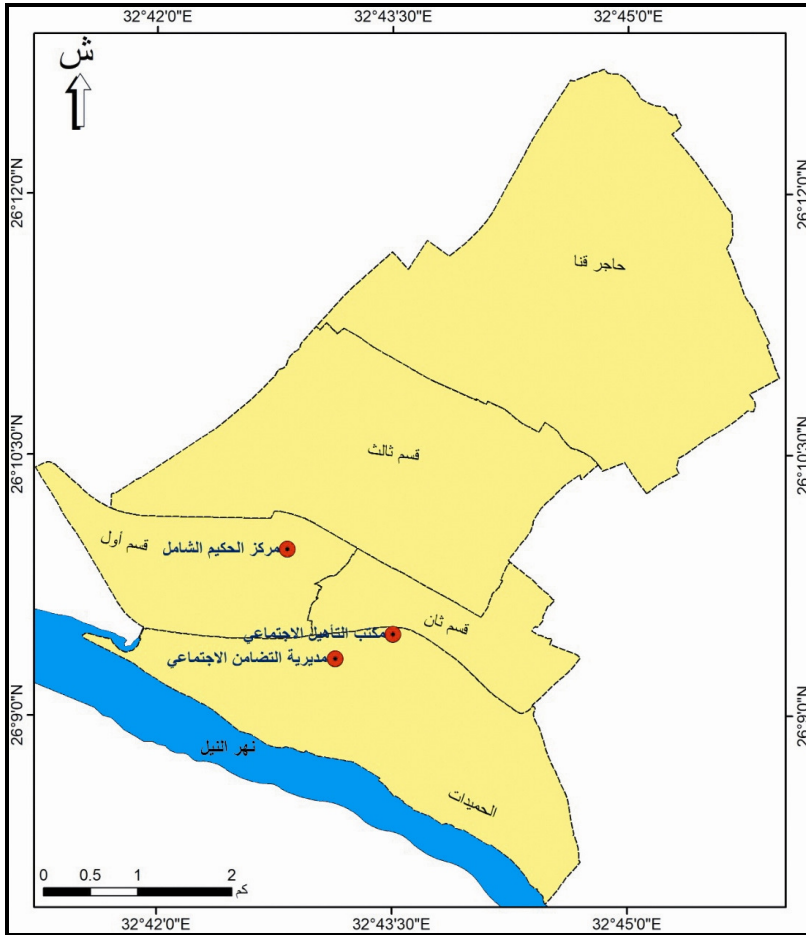 32°42'0"E
32°43'30"E
32°45'0"E
ش
26°12'0"N
26°12'0"N
حاجر قنا
قسم ثالث
26°10'30"N
26°10'30"N
قسم أول
مركز الحكيم الشامل
قسم ثان
مكتب التأهيل الاجتماعي
مديرية التضامن الاجتماعي
26°9'0"N
26°9'0"N
نهر النيل
الحميدات
0 0.5 1 2
كم
32°42'0"E
32°43'30"E
32°45'0"E